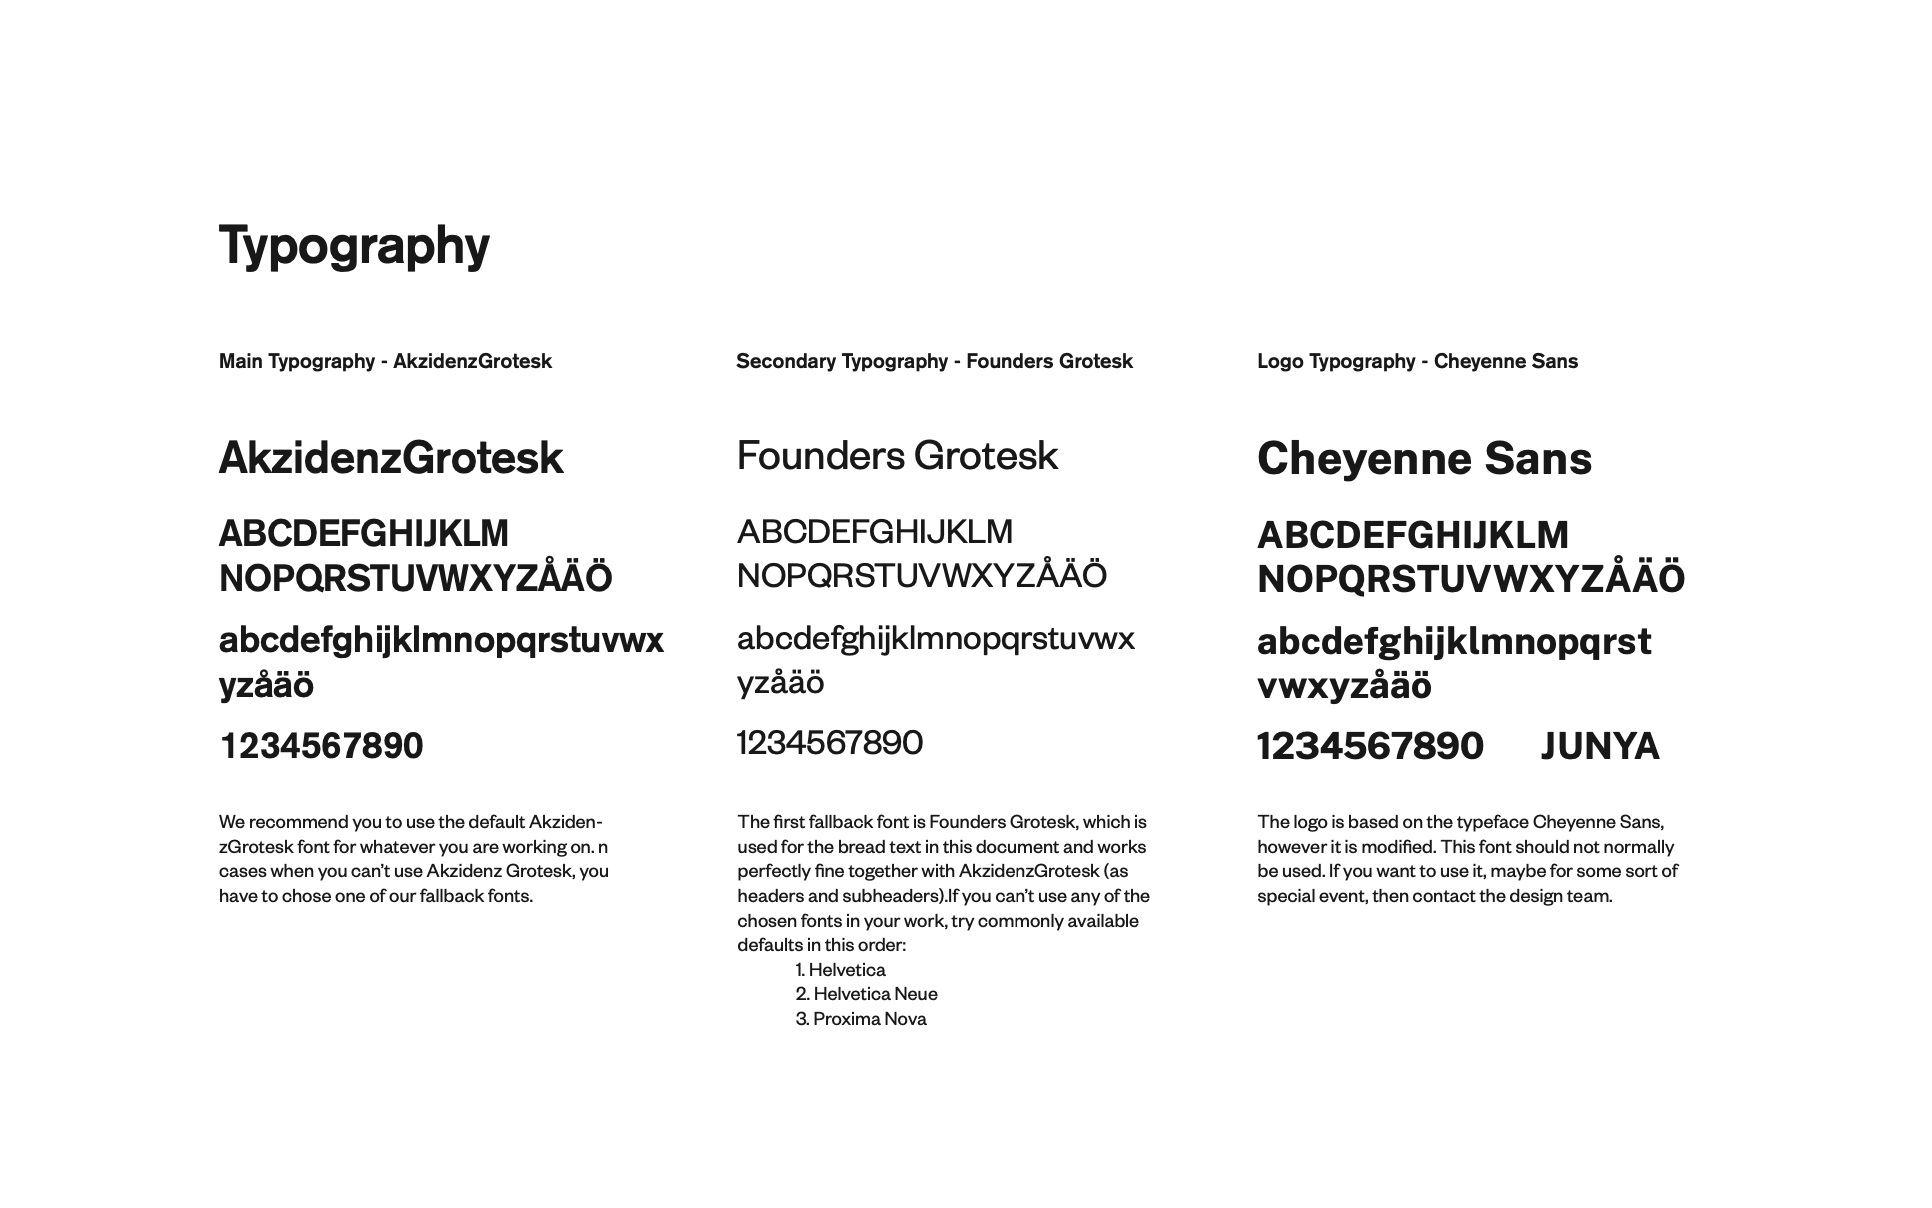 Typography
Main Typography - AkzidenzGrotesk
AkzidenzGrotesk
ABCDEFGHIJKLM
NOPQRSTUVWXYZÅÄÖ
abcdefghijklmnopqrstuvwx
yzåäö
1234567890
We recommend you to use the default Akziden-
zGrotesk font for whatever you are working on. n
cases when you can’t use Akzidenz Grotesk, you
have to chose one of our fallback fonts.
Secondary Typography - Founders Grotesk
Founders Grotesk
ABCDEFGHIJKLM
NOPQRSTUVWXYZÅÄÖ
abcdefghijklmnopqrstuvwx
yzåäö
1234567890
The first fallback font is Founders Grotesk, which is
used for the bread text in this document and works
perfectly fine together with AkzidenzGrotesk (as
headers and subheaders).If you can’t use any of the
chosen fonts in your work, try commonly available
defaults in this order:
1. Helvetica
2. Helvetica Neue
3. Proxima Nova
Logo Typography - Cheyenne Sans
Cheyenne Sans
ABCDEFGHIJKLM
NOPQRSTUVWXYZÅÄÖ
abcdefghijklmnopqrst
vwxyzåäö
1234567890 JUNYA
The logo is based on the typeface Cheyenne Sans,
however it is modified. This font should not normally
be used. If you want to use it, maybe for some sort of
special event, then contact the design team.